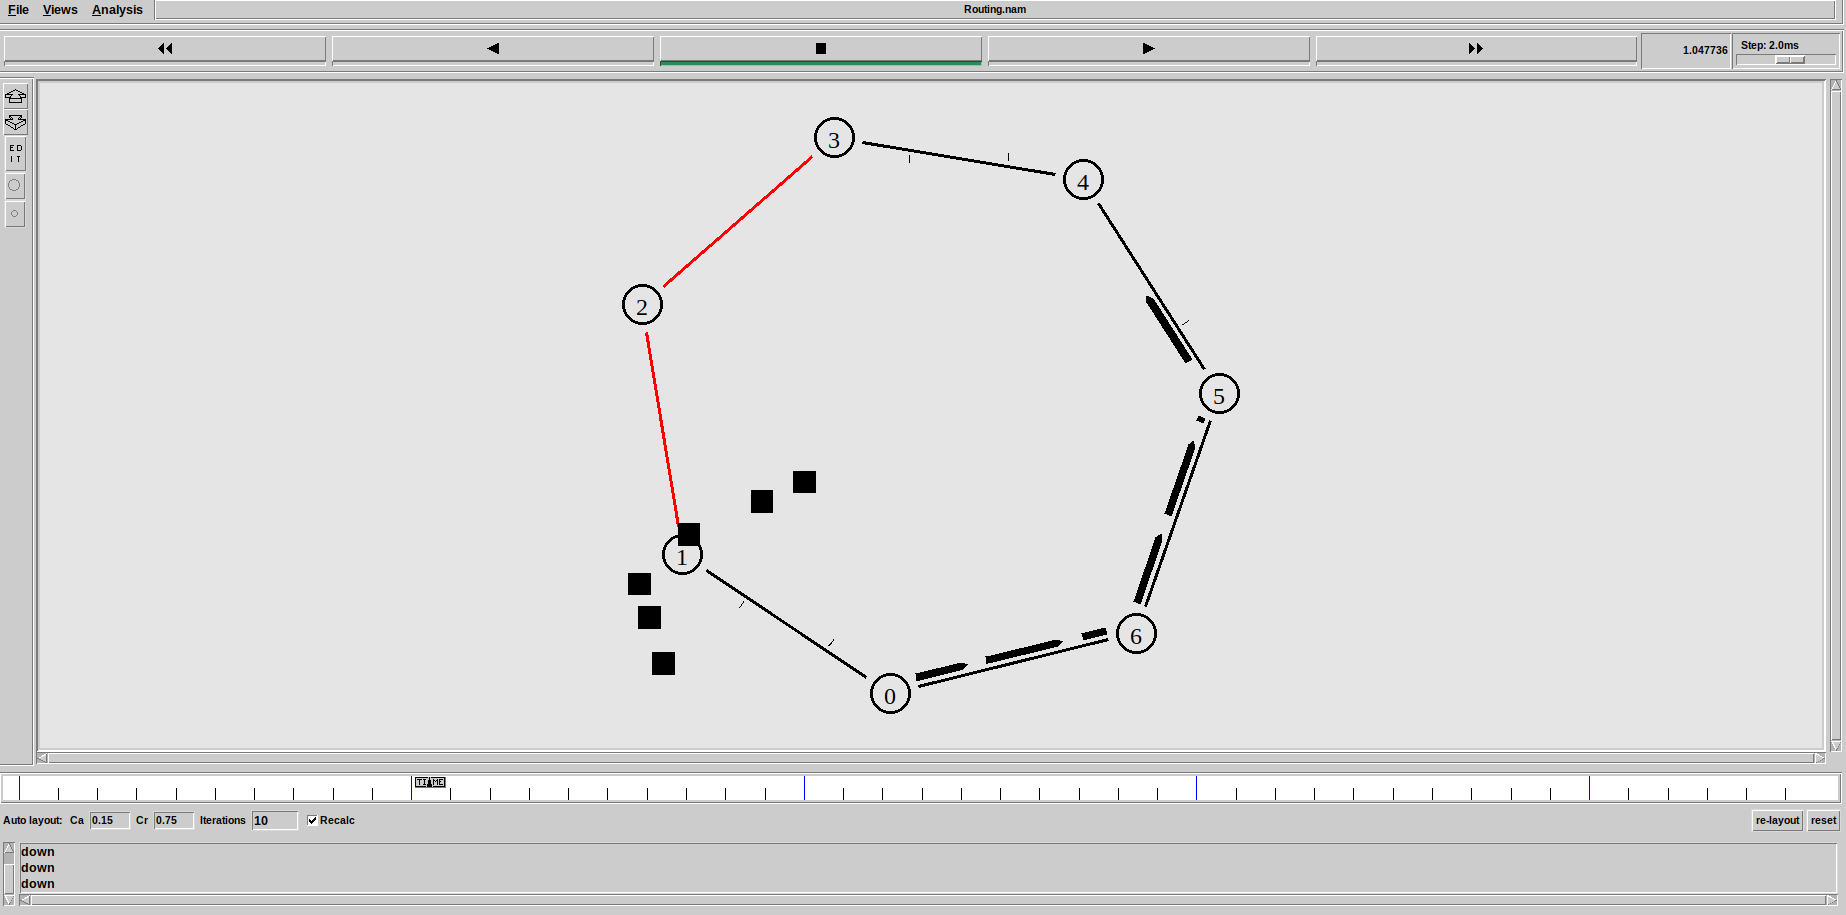 File Views Analysis Routing.nam
1.047736 Step: 2.0ms
ED
IT
3
4
2
5
1
6
0
TIME
Auto layout: Ca 0.15 Cr 0.75 Iterations 10 Recalc re-layout reset
down
down
down